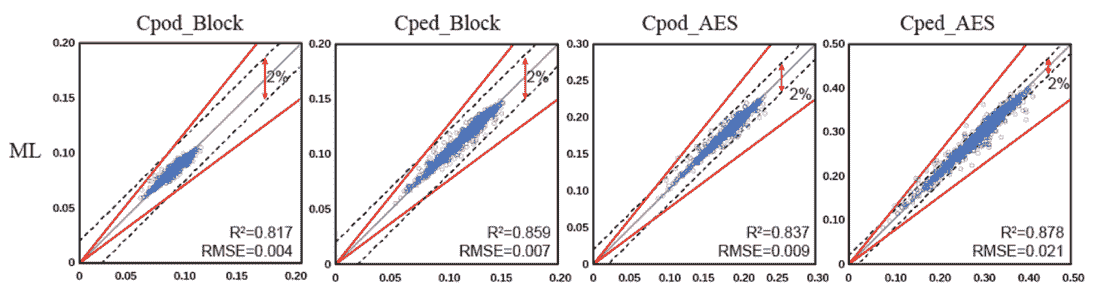 Cpod_Block
Cped_Block
Cpod_AES
Cped_AES
ML
0.20
0.15
0.10
0.05
0
2%
R²=0.817
RMSE=0.004
0 0.05 0.10 0.15 0.20
0.20
0.15
0.10
0.05
0
2%
R²=0.859
RMSE=0.007
0 0.05 0.10 0.15 0.20
0.30
0.25
0.20
0.15
0.10
0.05
0
2%
R²=0.837
RMSE=0.009
0 0.05 0.10 0.15 0.20 0.30
0.50
0.40
0.30
0.20
0.10
0
2%
R²=0.878
RMSE=0.021
0 0.10 0.20 0.30 0.40 0.50